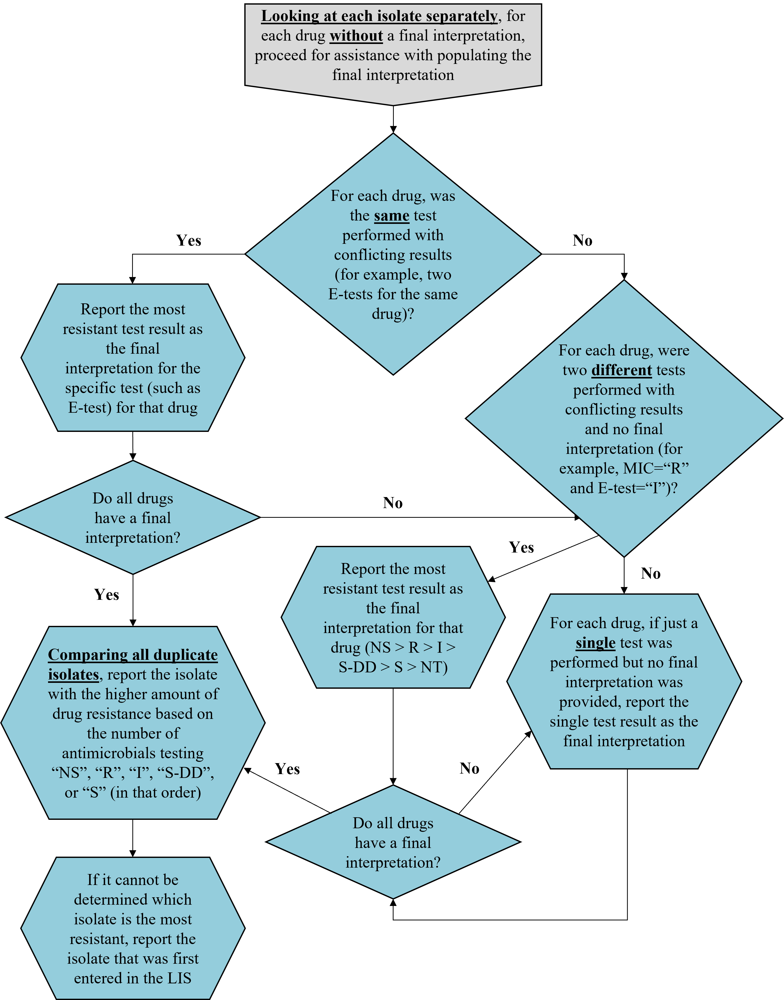 Looking at each isolate separately, for
each drug without a final interpretation,
proceed for assistance with populating the
final interpretation
For each drug, was
the same test
performed with
conflicting results
(for example, two
E-tests for the same
drug)?
Yes
No
Report the most
resistant test result as
the final
interpretation for the
specific test (such as
E-test) for that drug
For each drug, were
two different tests
performed with
conflicting results
and no final
interpretation (for
example, MIC=“R”
and E-test=“I”)?
Do all drugs
have a final
interpretation?
No
Yes
Yes
No
Report the most
resistant test result as
the final
interpretation for that
drug (NS > R > I >
S-DD > S > NT)
For each drug, if just a
single test was
performed but no final
interpretation was
provided, report the
single test result as the
final interpretation
Comparing all duplicate
isolates, report the isolate
with the higher amount of
drug resistance based on
the number of
antimicrobials testing
“NS”, “R”, “I”, “S-DD”,
or “S” (in that order)
Yes
No
Do all drugs
have a final
interpretation?
If it cannot be
determined which
isolate is the most
resistant, report the
isolate that was first
entered in the LIS